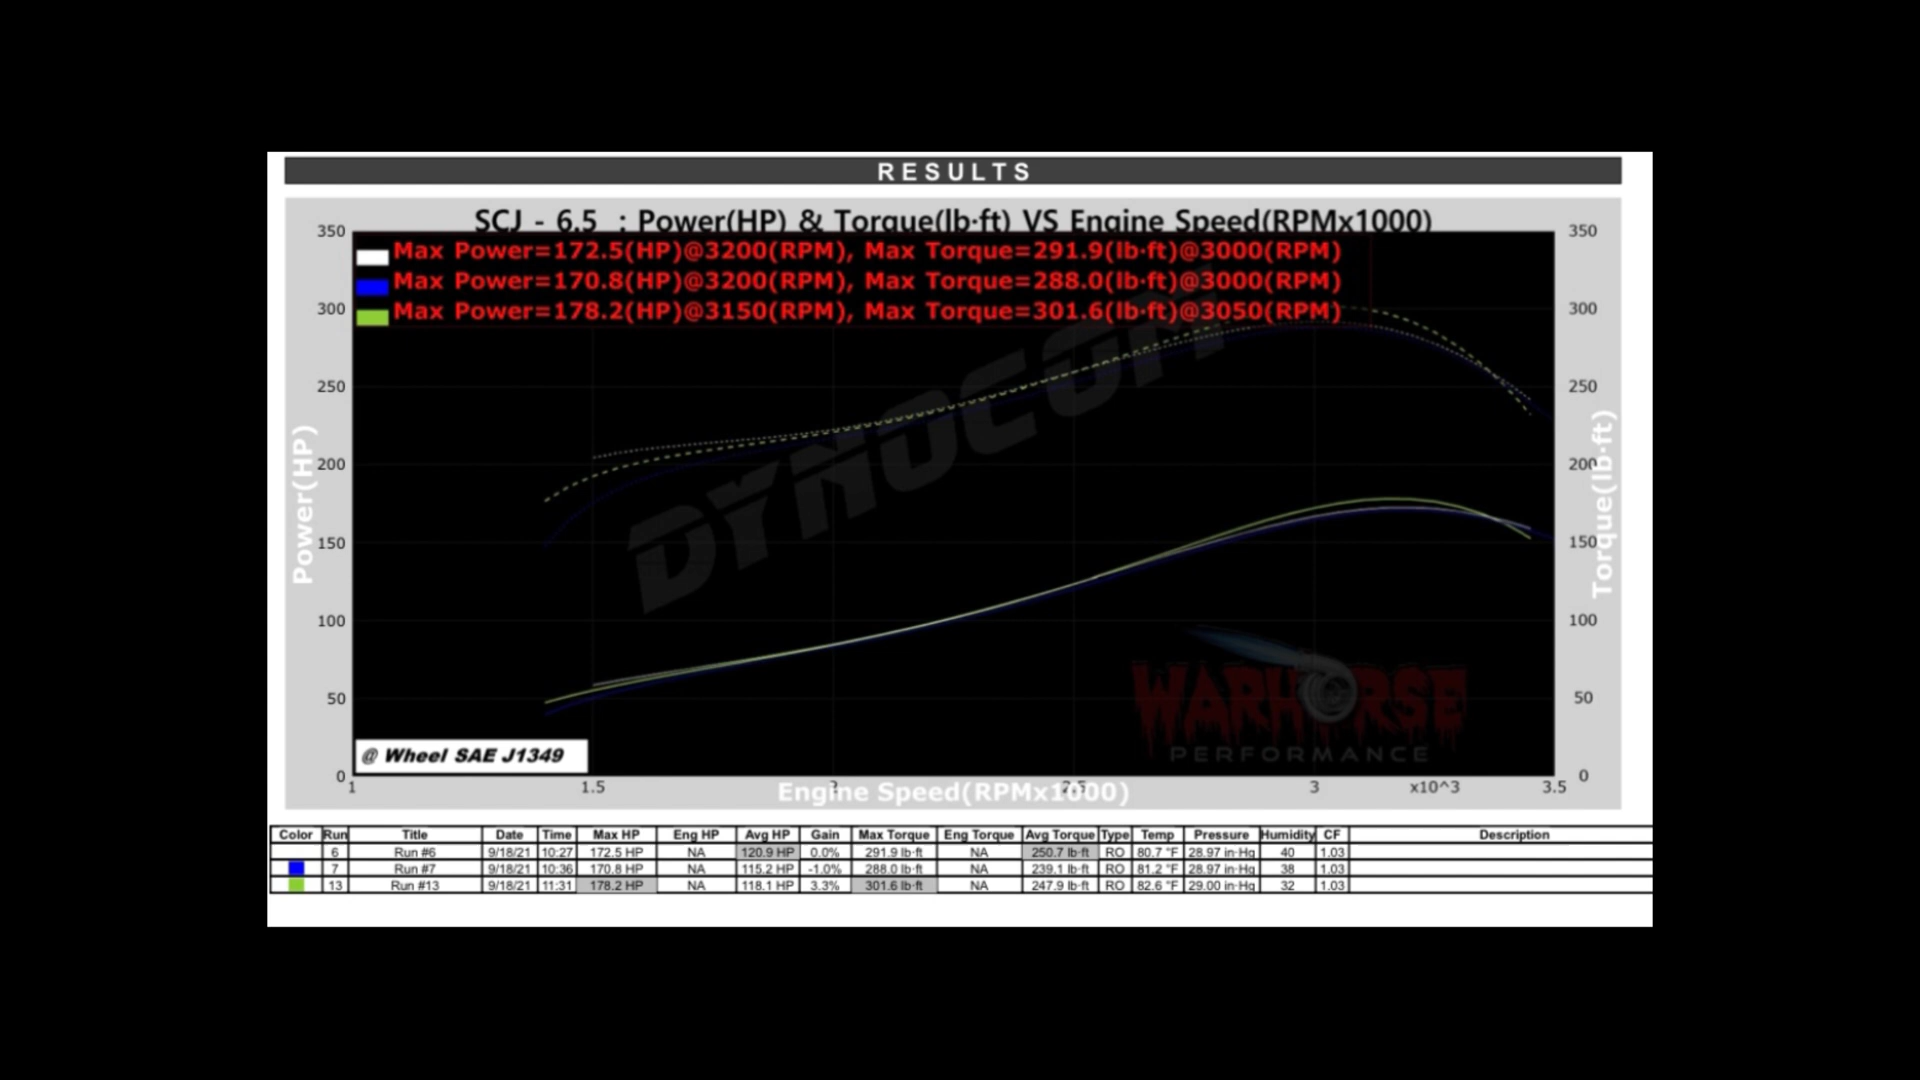 RESULTS
SCJ - 6.5 : Power(HP) & Torque(lb·ft) VS Engine Speed(RPMx1000)
Max Power=172.5(HP)@3200(RPM), Max Torque=291.9(lb·ft)@3000(RPM)
Max Power=170.8(HP)@3200(RPM), Max Torque=288.0(lb·ft)@3000(RPM)
Max Power=178.2(HP)@3150(RPM), Max Torque=301.6(lb·ft)@3050(RPM)
350 350
300 300
250 250
200 200
150 150
100 100
50 50
0 0
Power(HP)
Torque(lb·ft)
DYNOCOM
WARHORSE
PERFORMANCE
@ Wheel SAE J1349
1 1.5 2 2.5 3 x10^3 3.5
Engine Speed(RPMx1000)
Color Run Title Date Time Max HP Eng HP Avg HP Gain Max Torque Eng Torque Avg Torque Type Temp Pressure Humidity CF Description
6 Run #6 9/18/21 10:27 172.5 HP NA 120.9 HP 0.0% 291.9 lb·ft NA 250.7 lb·ft RO 80.7 °F 28.97 in·Hg 40 1.03
7 Run #7 9/18/21 10:36 170.8 HP NA 115.2 HP -1.0% 288.0 lb·ft NA 239.1 lb·ft RO 81.2 °F 28.97 in·Hg 38 1.03
13 Run #13 9/18/21 11:31 178.2 HP NA 118.1 HP 3.3% 301.6 lb·ft NA 247.9 lb·ft RO 82.6 °F 29.00 in·Hg 32 1.03